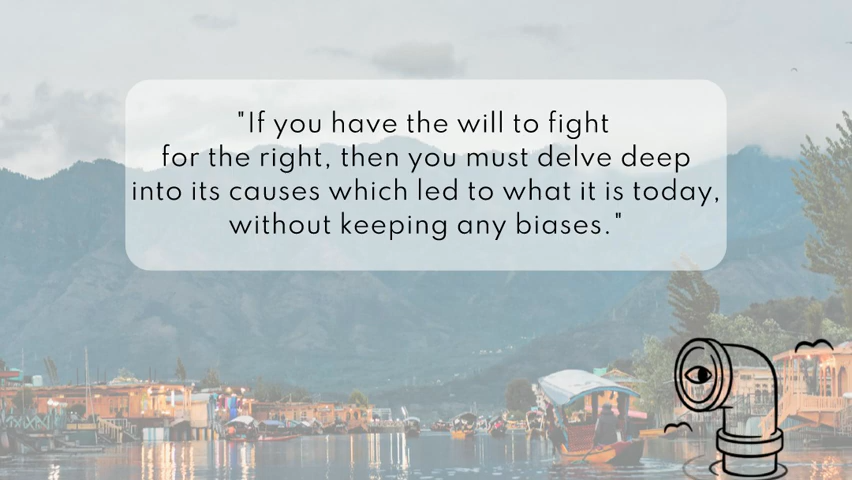 "If you have the will to fight
for the right, then you must delve deep
into its causes which led to what it is today,
without keeping any biases."